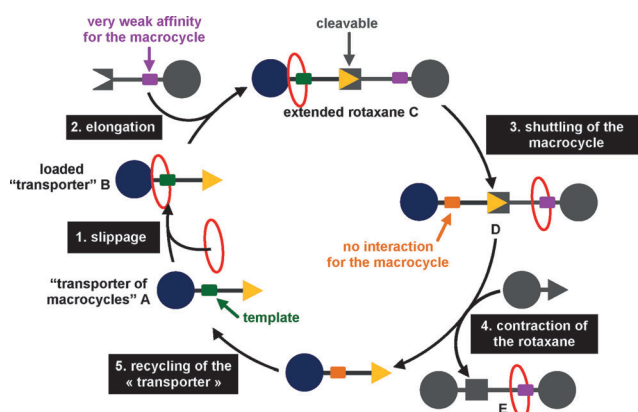 very weak affinity
for the macrocycle
cleavable
2. elongation
extended rotaxane C
3. shuttling of the
macrocycle
loaded
"transporter" B
1. slippage
D
no interaction
for the macrocycle
"transporter of
macrocycles" A
template
4. contraction of
the rotaxane
5. recycling of the
« transporter »
E